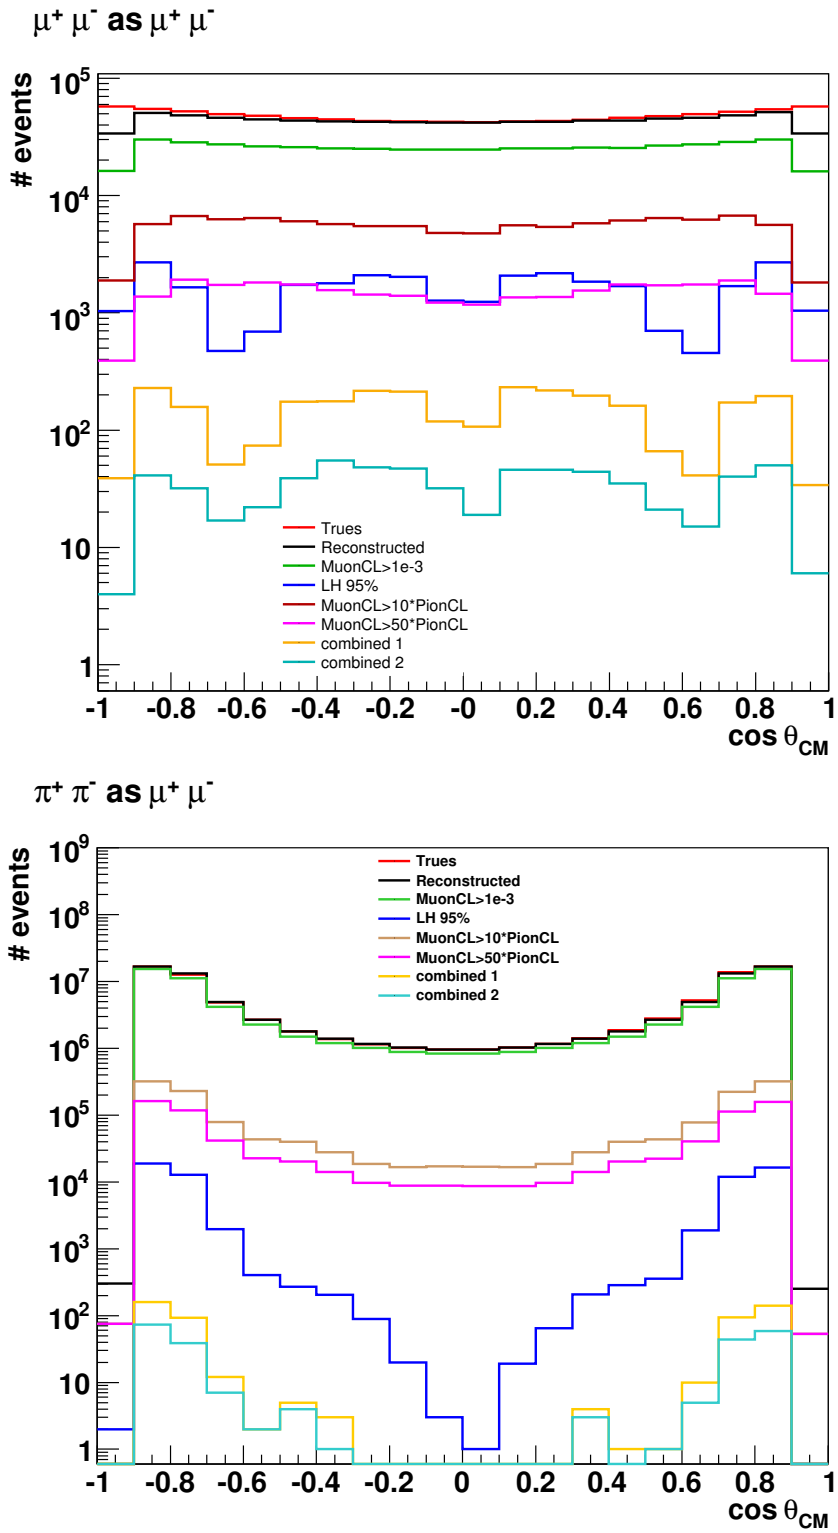 μ⁺ μ⁻ as μ⁺ μ⁻
# events
10⁵
10⁴
10³
10²
10
1
Trues
Reconstructed
MuonCL>1e-3
LH 95%
MuonCL>10*PionCL
MuonCL>50*PionCL
combined 1
combined 2
-1 -0.8 -0.6 -0.4 -0.2 -0 0.2 0.4 0.6 0.8 1
cos θ_CM
π⁺ π⁻ as μ⁺ μ⁻
# events
10⁹
10⁸
10⁷
10⁶
10⁵
10⁴
10³
10²
10
1
Trues
Reconstructed
MuonCL>1e-3
LH 95%
MuonCL>10*PionCL
MuonCL>50*PionCL
combined 1
combined 2
-1 -0.8 -0.6 -0.4 -0.2 0 0.2 0.4 0.6 0.8 1
cos θ_CM